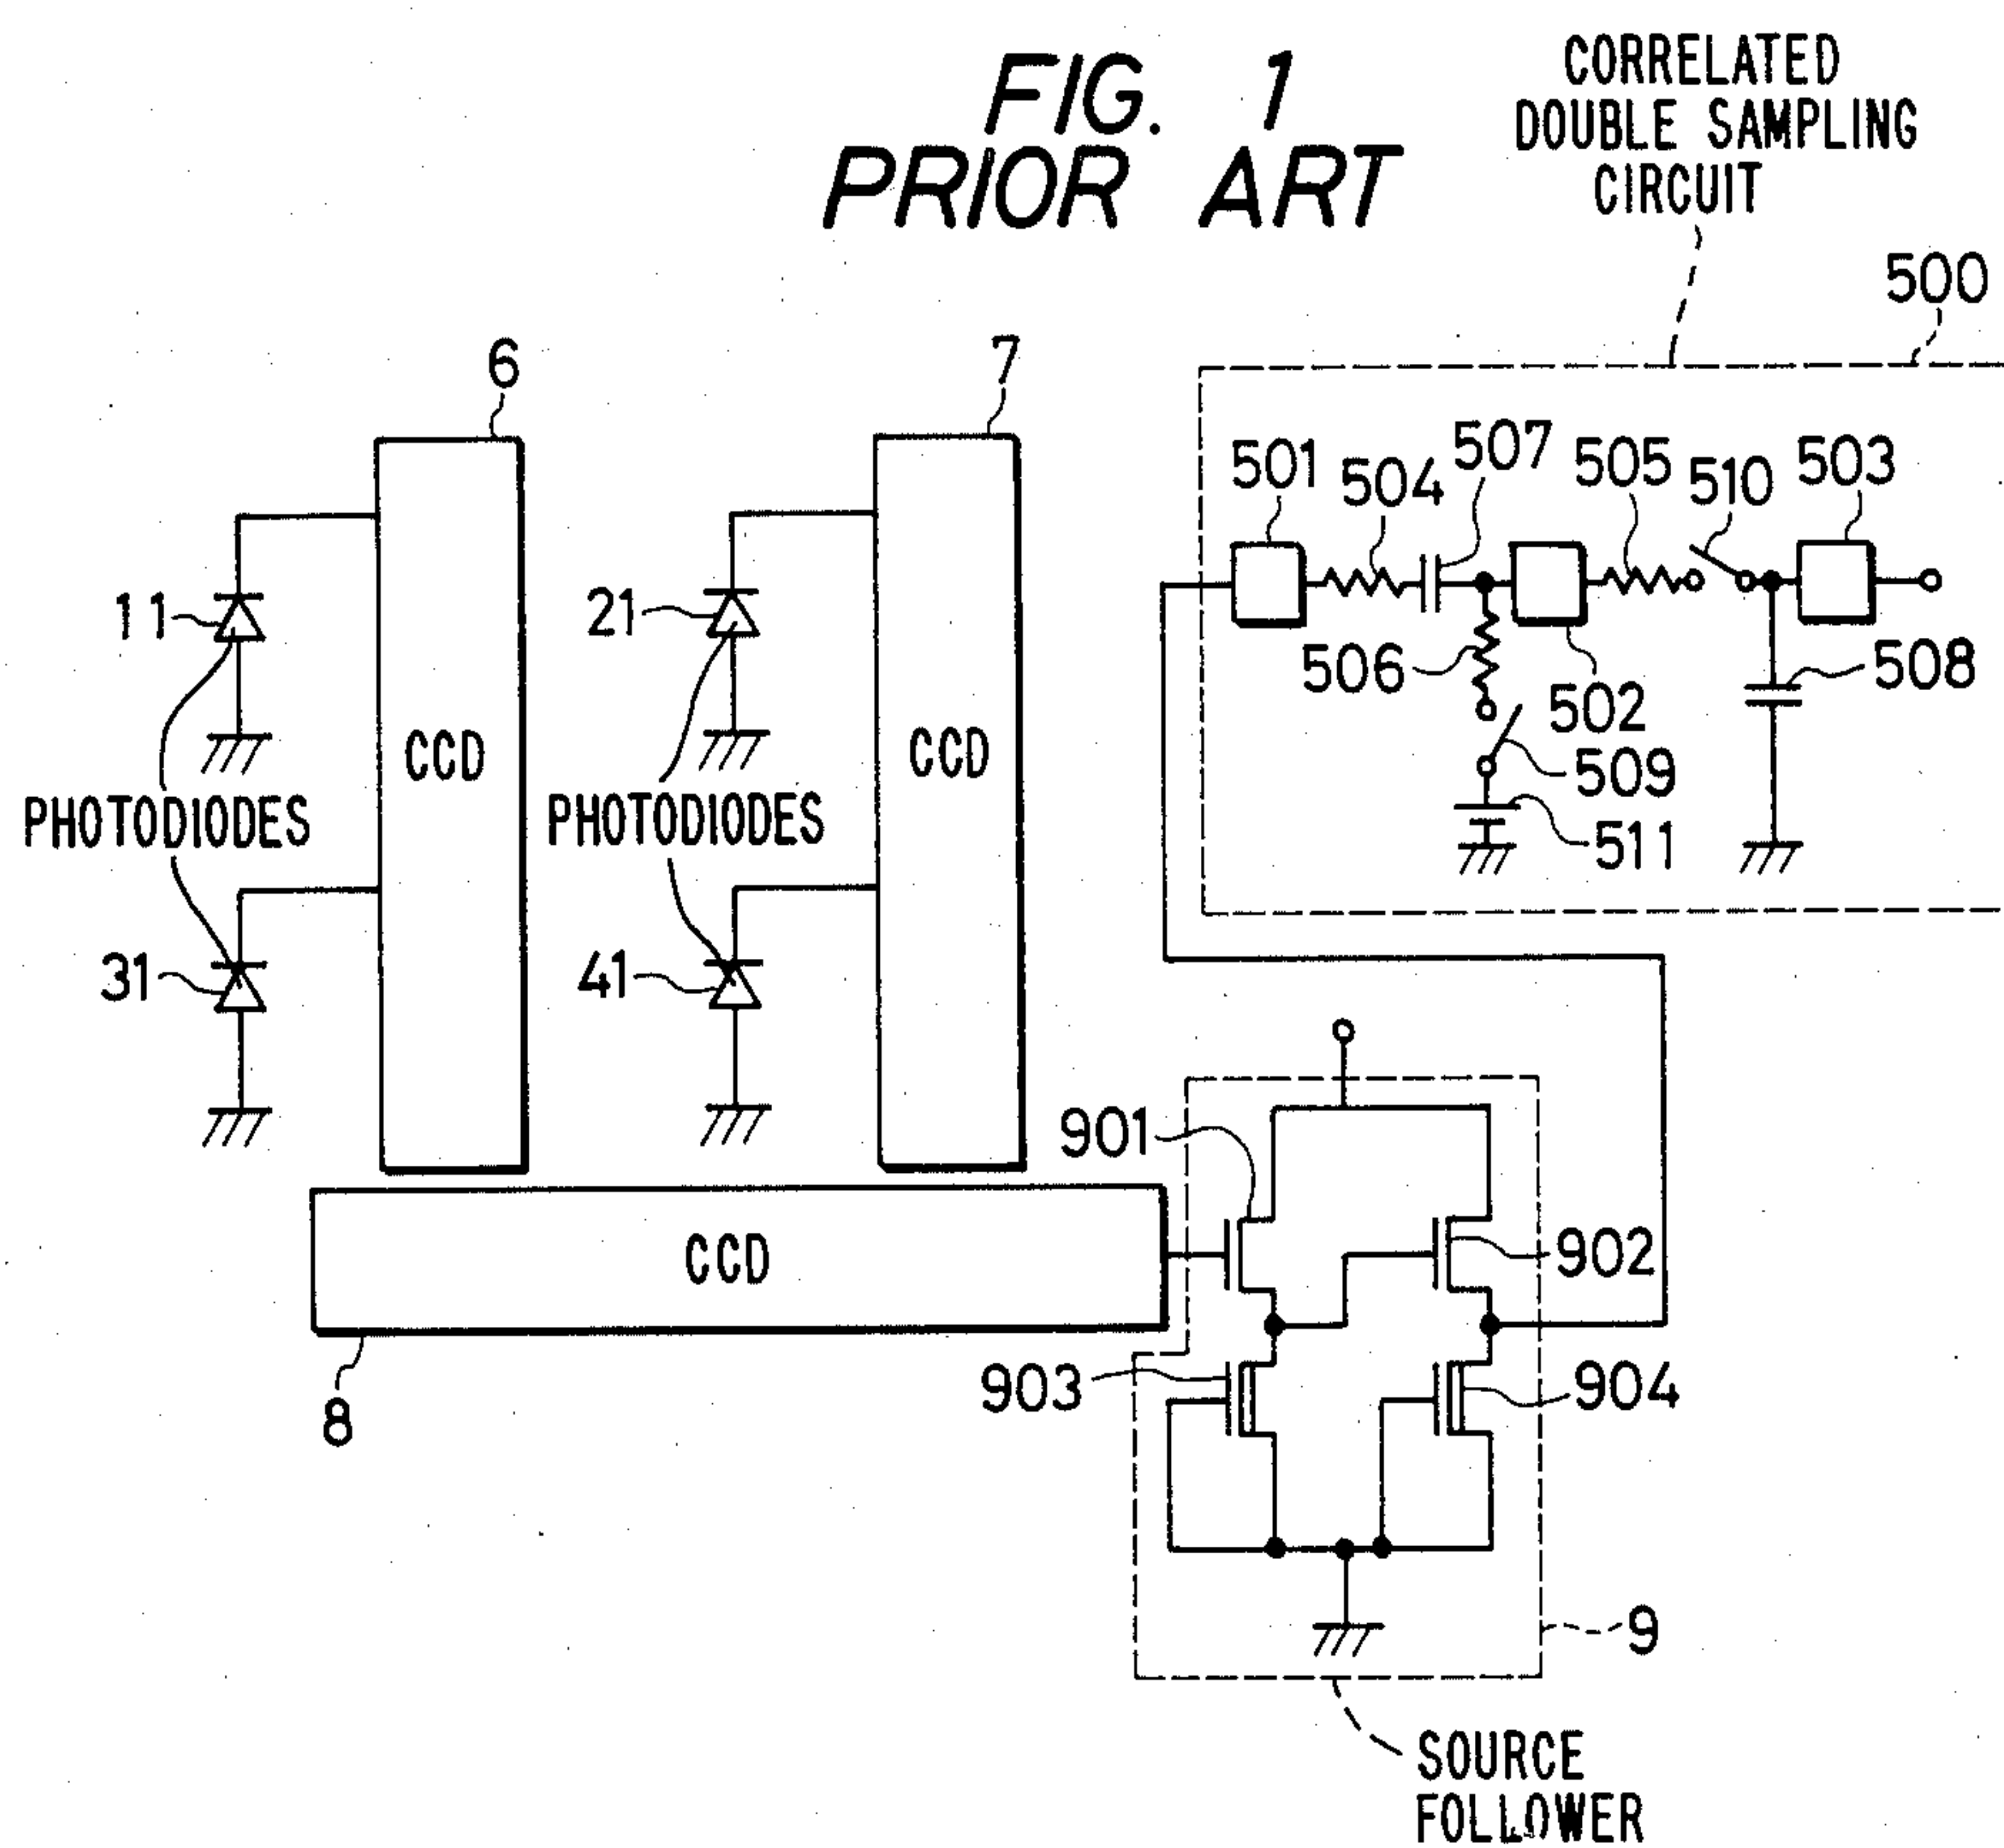 FIG. 1
PRIOR ART
CORRELATED
DOUBLE SAMPLING
CIRCUIT
500
6
7
501
504
507
505
510
503
11
21
506
502
508
CCD
CCD
509
PHOTODIODES
PHOTODIODES
511
31
41
901
CCD
902
903
904
8
9
SOURCE
FOLLOWER